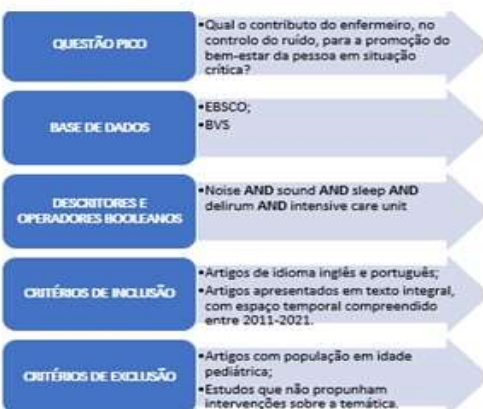 QUESTÃO PICO
•Qual o contributo do enfermeiro, no
controlo do ruído, para a promoção do
bem-estar da pessoa em situação
crítica?
BASE DE DADOS
•EBSCO;
•BVS
DESCRITORES E
OPERADORES BOOLEANOS
•Noise AND sound AND sleep AND
delirum AND intensive care unit
CRITÉRIOS DE INCLUSÃO
•Artigos de idioma inglês e português;
•Artigos apresentados em texto integral,
com espaço temporal compreendido
entre 2011-2021.
CRITÉRIOS DE EXCLUSÃO
•Artigos com população em idade
pediátrica;
•Estudos que não propunham
intervenções sobre a temática.